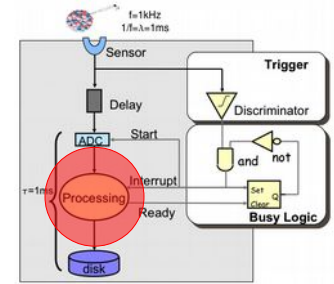 f=1kHz
1/f=λ=1ms
Sensor
Trigger
Delay
Discriminator
Start
ADC
and
not
τ=1ms
Interrupt
Processing
Set
Q
Clear
Ready
Busy Logic
disk